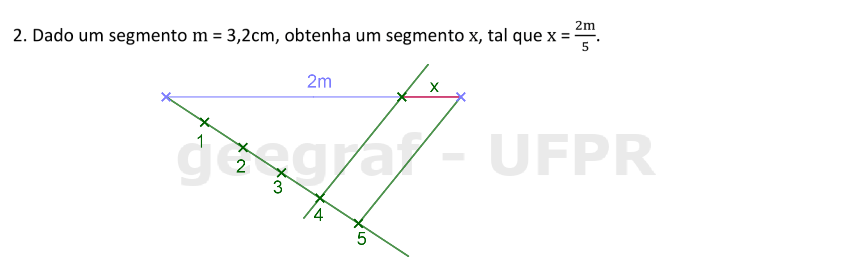 2. Dado um segmento m = 3,2cm, obtenha um segmento x, tal que x = 2m/5.
2m
x
1
geegraf - UFPR
2
3
4
5